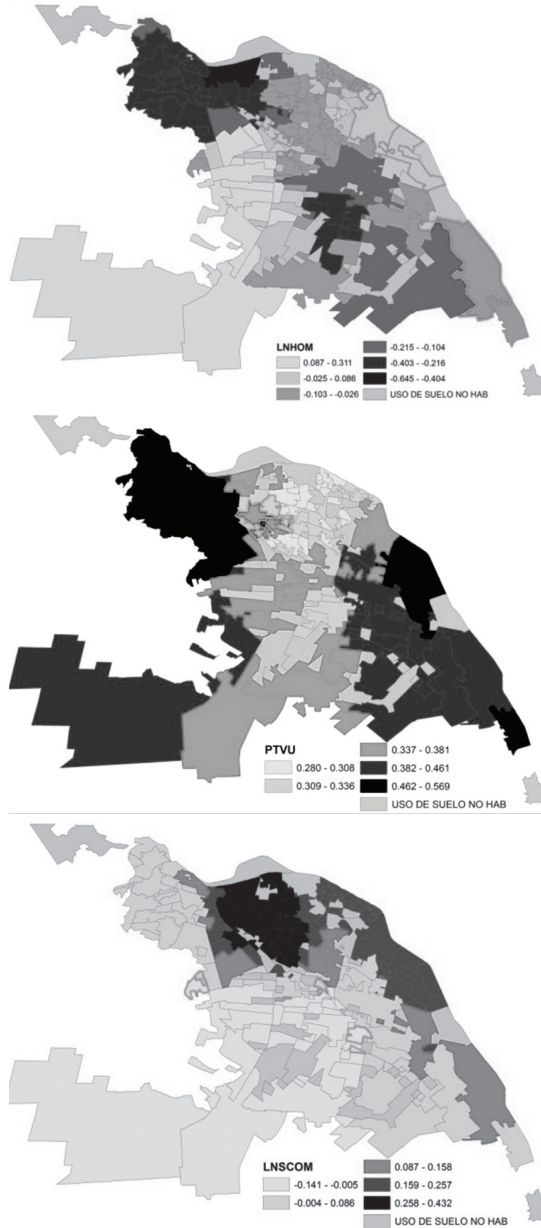 LNHOM
0.087 - 0.311
-0.025 - 0.086
-0.103 - -0.026
-0.215 - -0.104
-0.403 - -0.216
-0.645 - -0.404
USO DE SUELO NO HAB
PTVU
0.280 - 0.308
0.309 - 0.336
0.337 - 0.381
0.382 - 0.461
0.462 - 0.569
USO DE SUELO NO HAB
LNSCOM
-0.141 - -0.005
-0.004 - 0.086
0.087 - 0.158
0.159 - 0.257
0.258 - 0.432
USO DE SUELO NO HAB